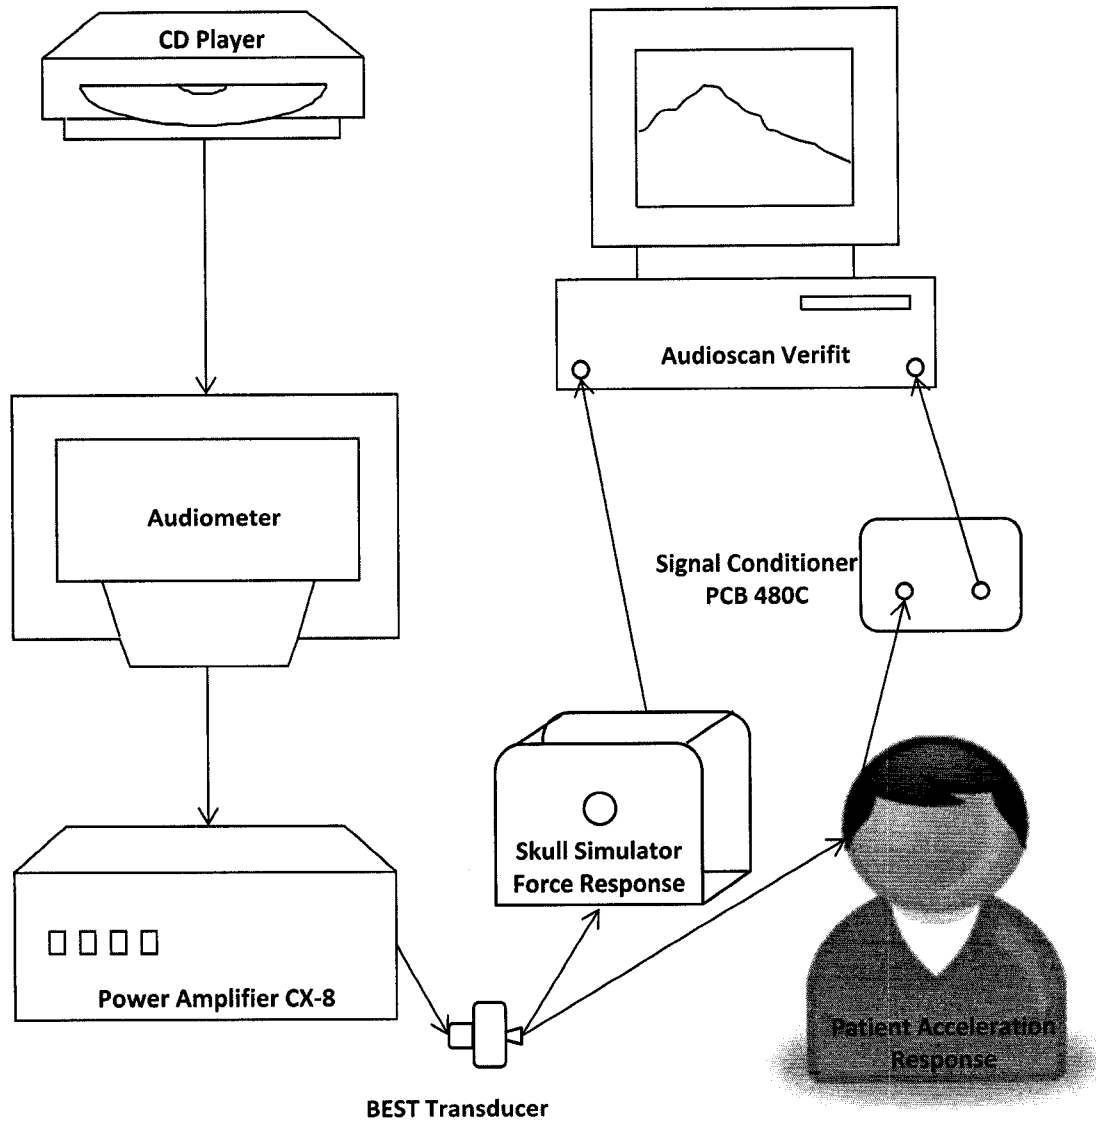 CD Player
Audioscan Verifit
Audiometer
Signal Conditioner
PCB 480C
Skull Simulator
Force Response
Power Amplifier CX-8
Patient Acceleration
Response
BEST Transducer